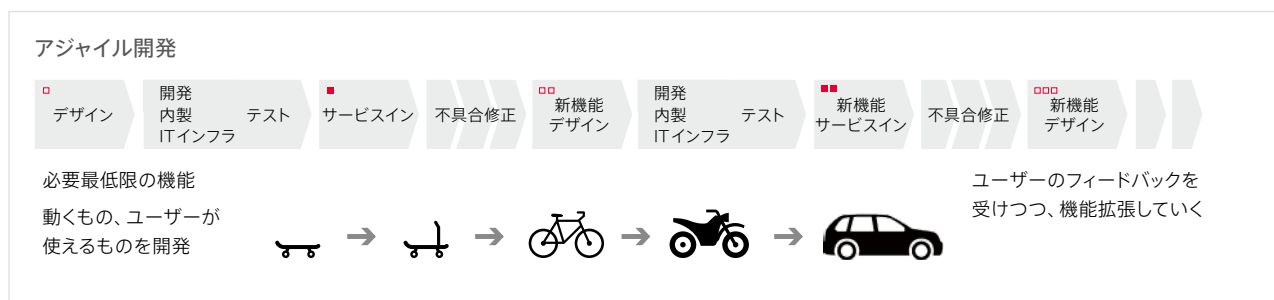 アジャイル開発
デザイン
開発
内製
ITインフラ
テスト
サービスイン
不具合修正
新機能
デザイン
開発
内製
ITインフラ
テスト
新機能
サービスイン
不具合修正
新機能
デザイン
必要最低限の機能
動くもの、ユーザーが
使えるものを開発
ユーザーのフィードバックを
受けつつ、機能拡張していく